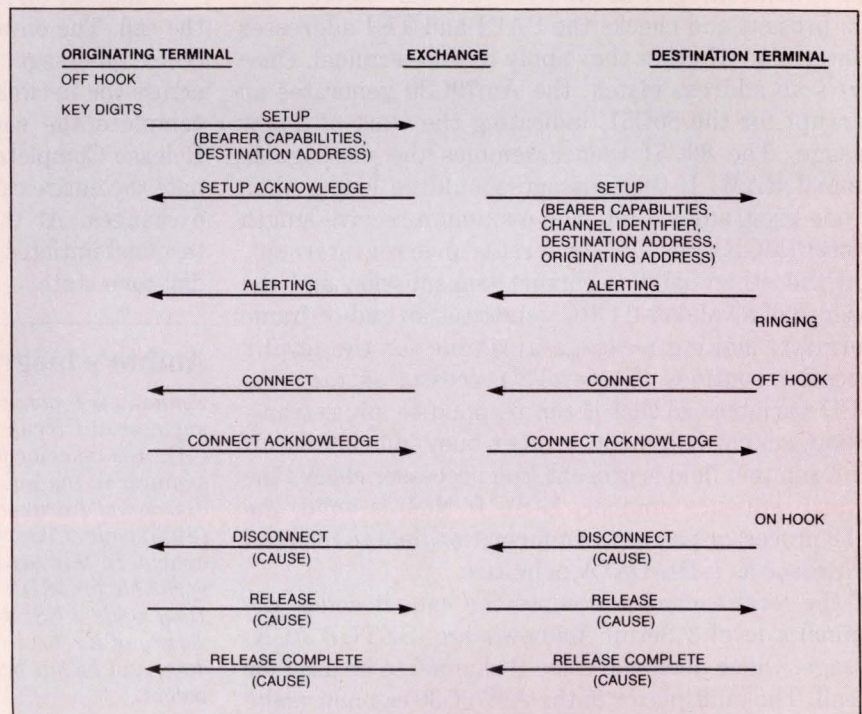 ORIGINATING TERMINAL EXCHANGE DESTINATION TERMINAL
OFF HOOK
KEY DIGITS
SETUP
(BEARER CAPABILITIES,
DESTINATION ADDRESS)
SETUP ACKNOWLEDGE SETUP
(BEARER CAPABILITIES,
CHANNEL IDENTIFIER,
DESTINATION ADDRESS,
ORIGINATING ADDRESS)
ALERTING ALERTING
RINGING
CONNECT CONNECT OFF HOOK
CONNECT ACKNOWLEDGE CONNECT ACKNOWLEDGE
ON HOOK
DISCONNECT DISCONNECT
(CAUSE) (CAUSE)
RELEASE RELEASE
(CAUSE) (CAUSE)
RELEASE COMPLETE RELEASE COMPLETE
(CAUSE) (CAUSE)